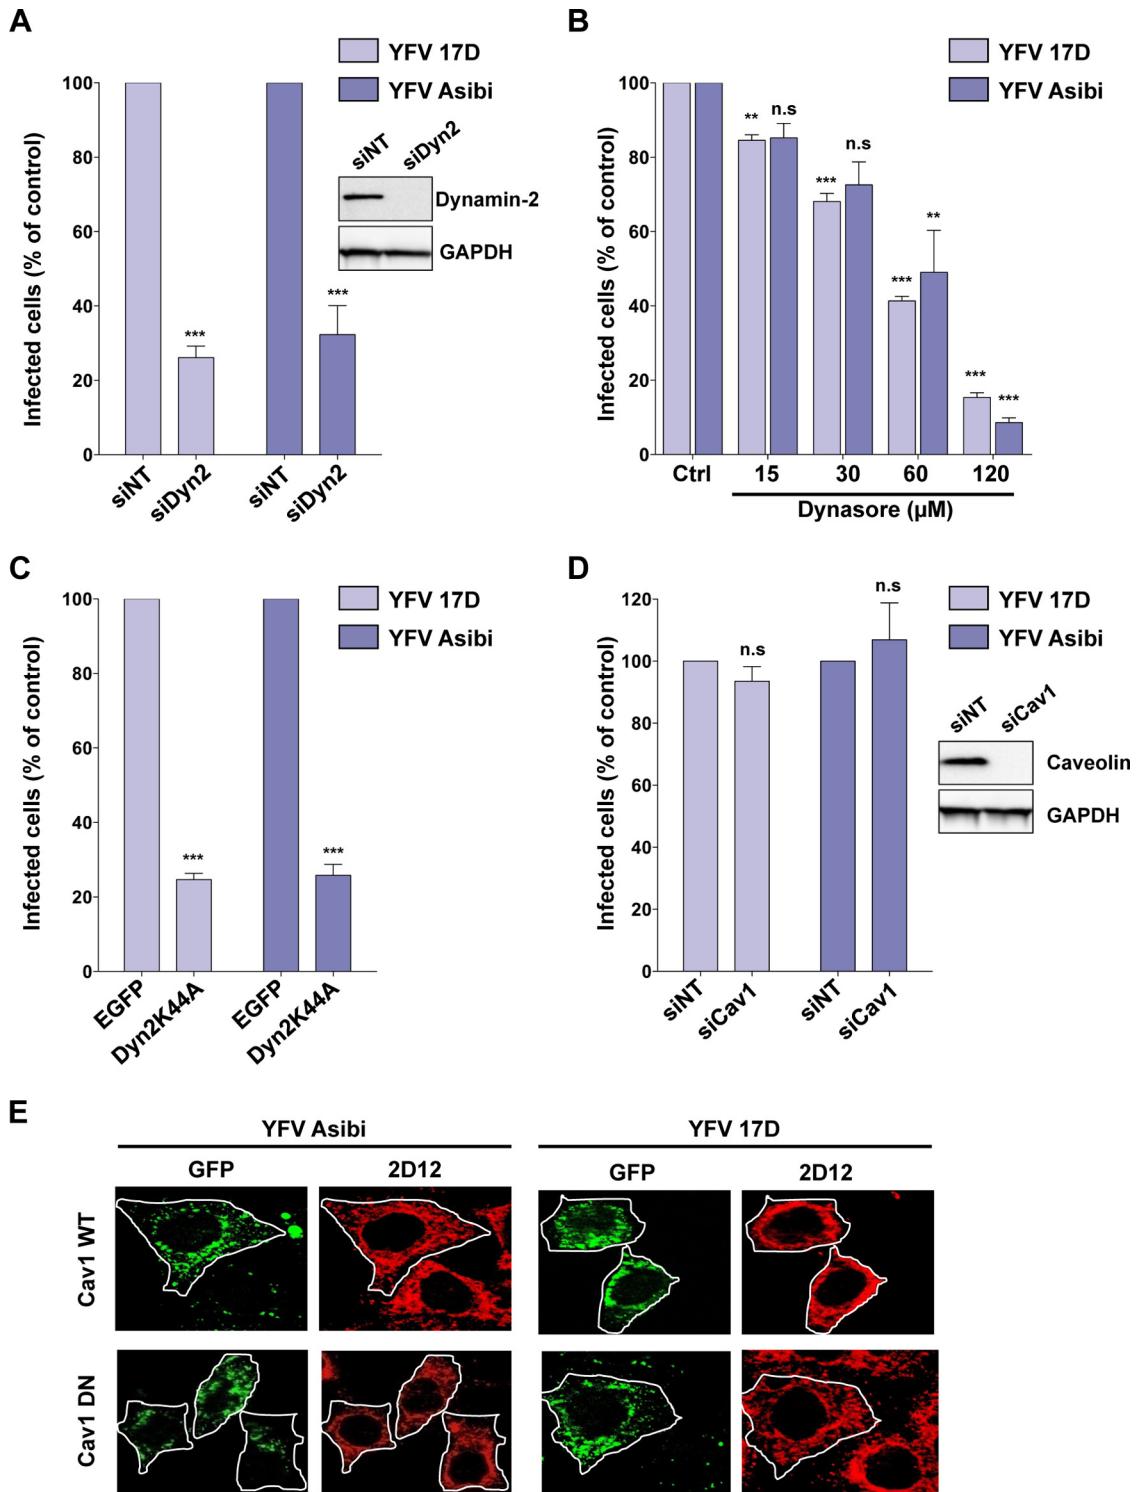 A
YFV 17D
YFV Asibi
Infected cells (% of control)
100
80
60
40
20
0
siNT
siDyn2
Dynamin-2
GAPDH
***
***
siNT
siDyn2
siNT
siDyn2
B
YFV 17D
YFV Asibi
Infected cells (% of control)
100
80
60
40
20
0
**
n.s
***
n.s
***
**
***
***
Ctrl
15
30
60
120
Dynasore (µM)
C
YFV 17D
YFV Asibi
Infected cells (% of control)
100
80
60
40
20
0
***
***
EGFP
Dyn2K44A
EGFP
Dyn2K44A
D
YFV 17D
YFV Asibi
Infected cells (% of control)
120
100
80
60
40
20
0
n.s
n.s
siNT
siCav1
Caveolin
GAPDH
siNT
siCav1
siNT
siCav1
E
YFV Asibi
YFV 17D
GFP
2D12
GFP
2D12
Cav1 WT
Cav1 DN